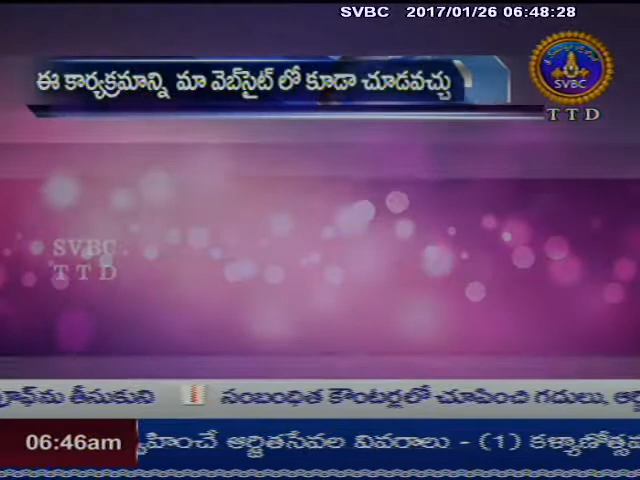 SVBC 2017/01/26 06:48:28
ఈ కార్యక్రమాన్ని మా వెబ్‌సైట్ లో కూడా చూడవచ్చు
SVBC
TTD
SVBC
TTD
తీసుకుని సంబంధిత కౌంటర్లలో చూపించి గదులు,
06:46am ఆర్జితసేవల వివరాలు - (1)